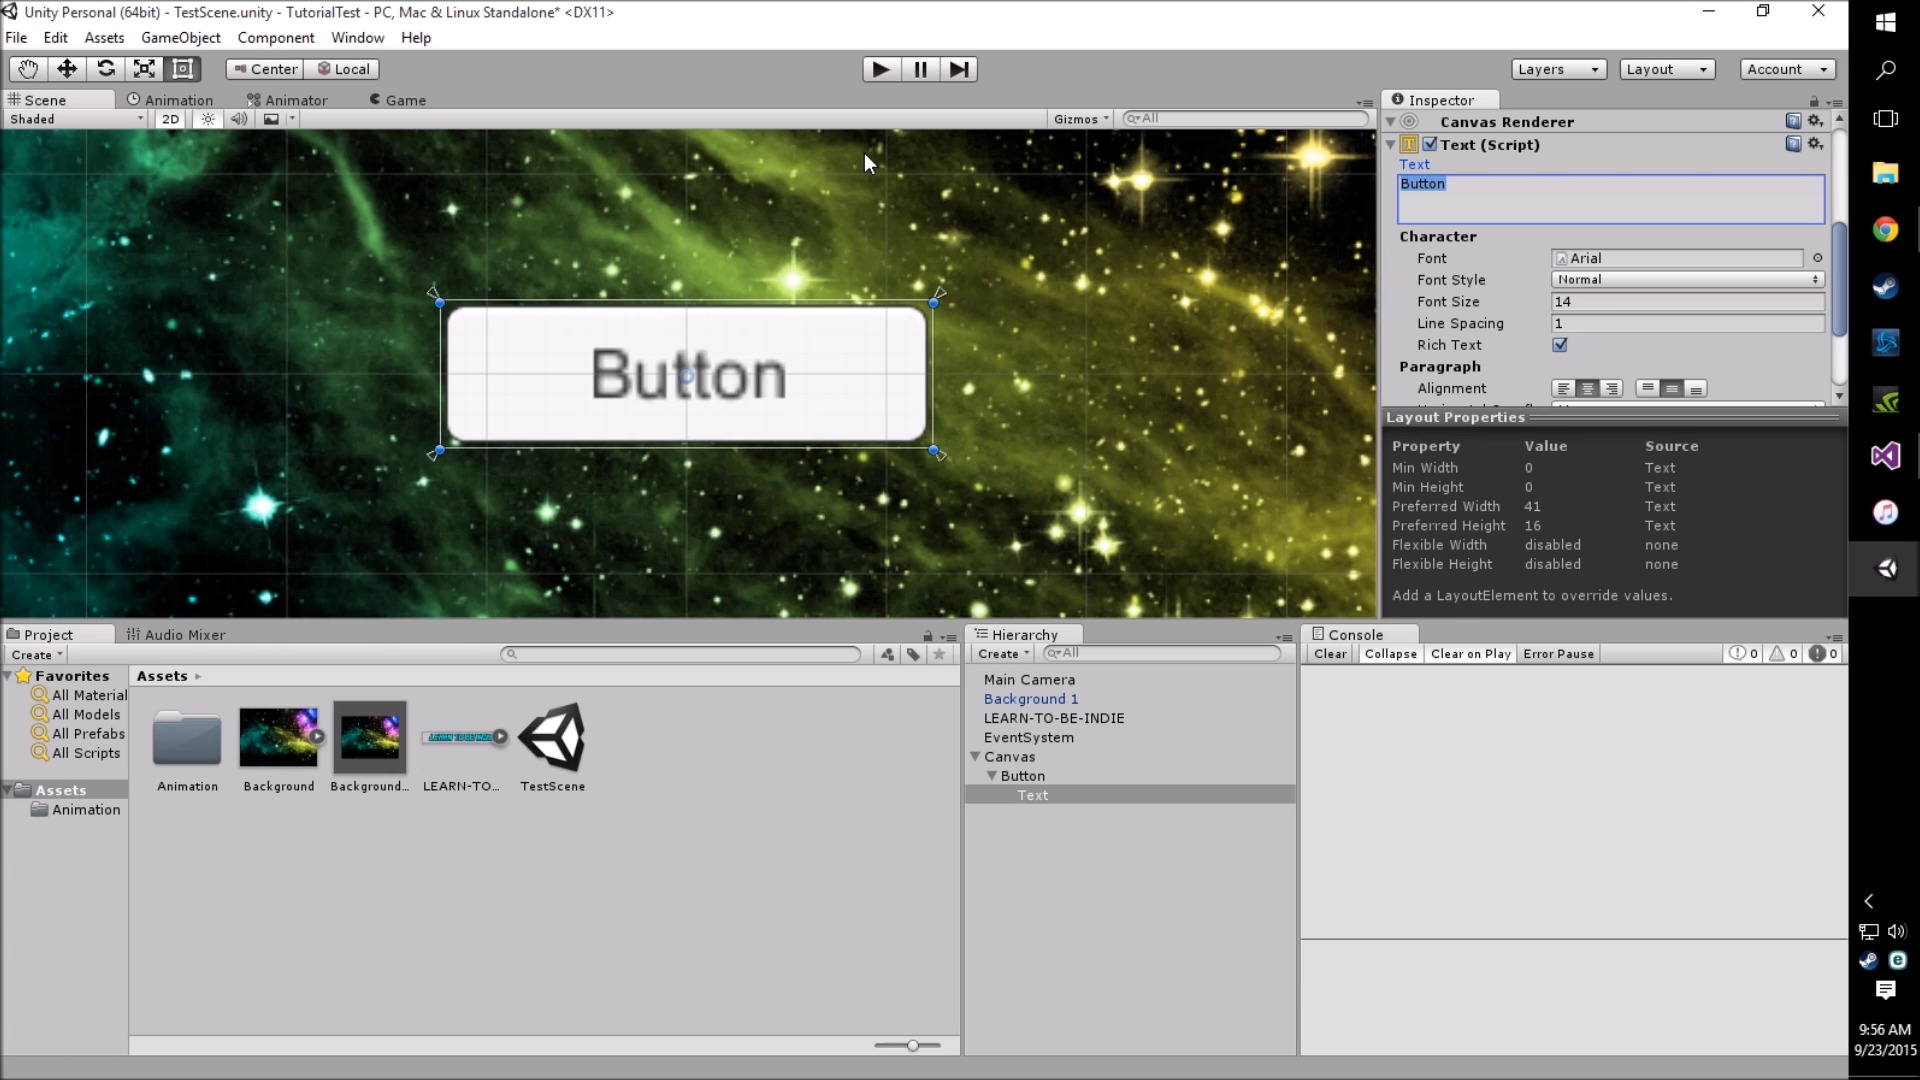 Unity Personal (64bit) - TestScene.unity - TutorialTest - PC, Mac & Linux Standalone* <DX11>
File Edit Assets GameObject Component Window Help
Center Local Layers Layout Account
Scene Animation Animator Game
Shaded 2D Gizmos All
Inspector
Canvas Renderer
Text (Script)
Text
Button
Character
Font Arial
Font Style Normal
Font Size 14
Line Spacing 1
Rich Text
Paragraph
Alignment
Button
Layout Properties
Property Value Source
Min Width 0 Text
Min Height 0 Text
Preferred Width 41 Text
Preferred Height 16 Text
Flexible Width disabled none
Flexible Height disabled none
Add a LayoutElement to override values.
Project Audio Mixer
Create
Favorites
All Material
All Models
All Prefabs
All Scripts
Assets
Animation
Assets
LEARN TO BE INDIE
Animation Background Background... LEARN-TO... TestScene
Hierarchy
Create All
Main Camera
Background 1
LEARN-TO-BE-INDIE
EventSystem
Canvas
Button
Text
Console
Clear Collapse Clear on Play Error Pause 0 0 0
9:56 AM
9/23/2015